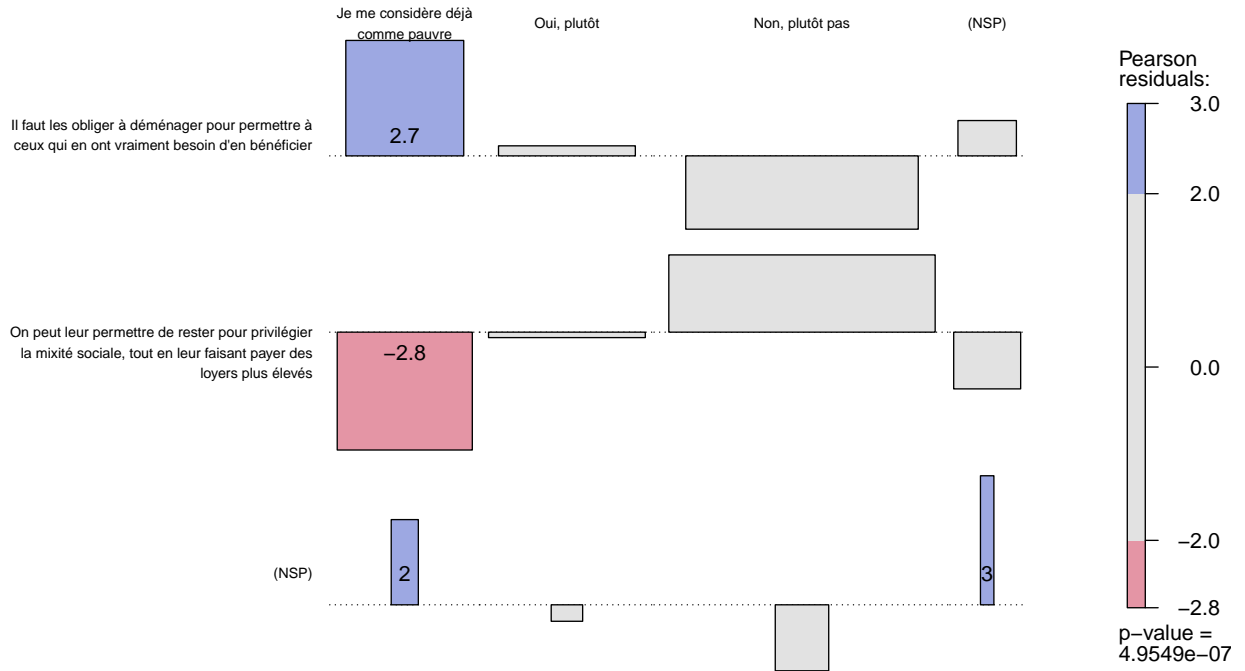 Je me considère déjà
comme pauvre
Oui, plutôt
Non, plutôt pas
(NSP)
Il faut les obliger à déménager pour permettre à
ceux qui en ont vraiment besoin d'en bénéficier
2.7
On peut leur permettre de rester pour privilégier
la mixité sociale, tout en leur faisant payer des
loyers plus élevés
−2.8
(NSP)
2
3
Pearson
residuals:
3.0
2.0
0.0
−2.0
−2.8
p−value =
4.9549e−07